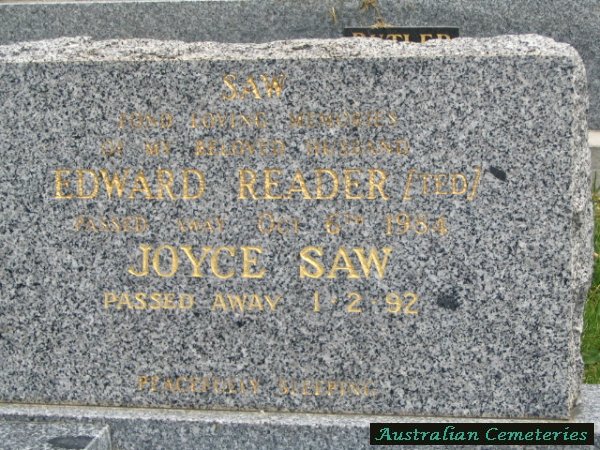 BUTLER
SAW
FOND LOVING MEMORIES
OF MY BELOVED HUSBAND
EDWARD READER /TED/
PASSED AWAY OCT 6TH 1984
JOYCE SAW
PASSED AWAY 1 2 92
PEACEFULLY SLEEPING
Australian Cemeteries